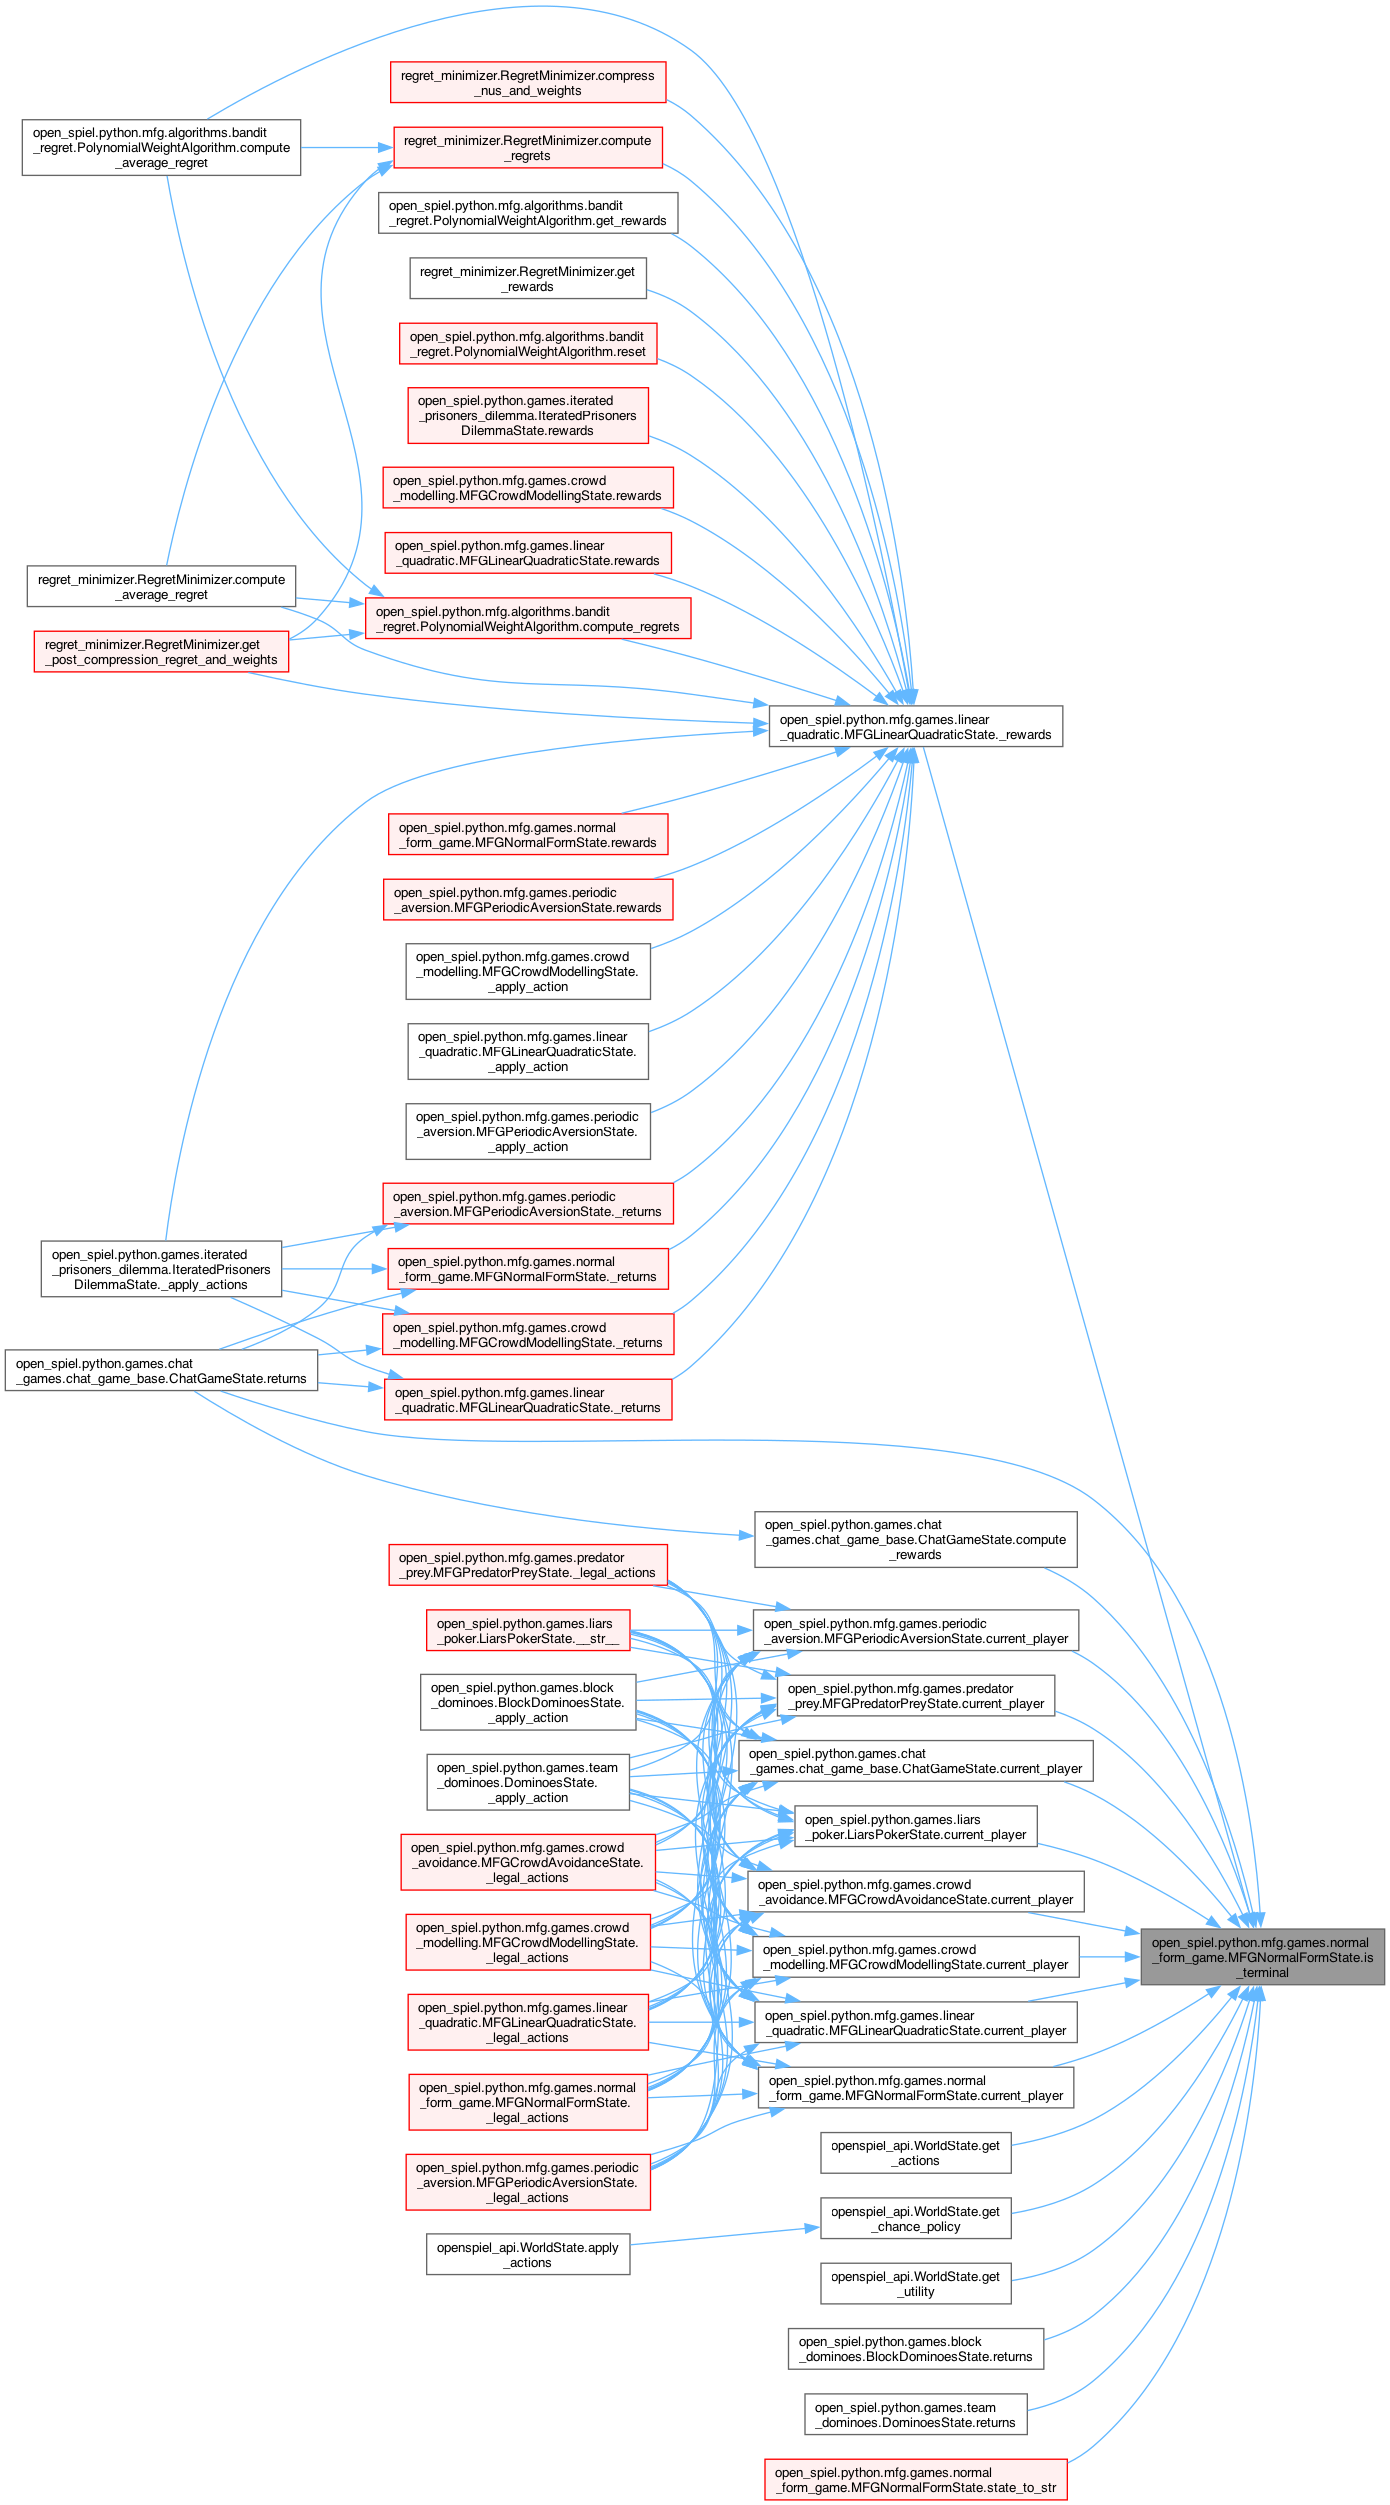 regret_minimizer.RegretMinimizer.compress
_nus_and_weights
open_spiel.python.mfg.algorithms.bandit
_regret.PolynomialWeightAlgorithm.compute
_average_regret
regret_minimizer.RegretMinimizer.compute
_regrets
open_spiel.python.mfg.algorithms.bandit
_regret.PolynomialWeightAlgorithm.get_rewards
regret_minimizer.RegretMinimizer.get
_rewards
open_spiel.python.mfg.algorithms.bandit
_regret.PolynomialWeightAlgorithm.reset
open_spiel.python.games.iterated
_prisoners_dilemma.IteratedPrisoners
DilemmaState.rewards
open_spiel.python.mfg.games.crowd
_modelling.MFGCrowdModellingState.rewards
open_spiel.python.mfg.games.linear
_quadratic.MFGLinearQuadraticState.rewards
regret_minimizer.RegretMinimizer.compute
_average_regret
open_spiel.python.mfg.algorithms.bandit
_regret.PolynomialWeightAlgorithm.compute_regrets
regret_minimizer.RegretMinimizer.get
_post_compression_regret_and_weights
open_spiel.python.mfg.games.linear
_quadratic.MFGLinearQuadraticState._rewards
open_spiel.python.mfg.games.normal
_form_game.MFGNormalFormState.rewards
open_spiel.python.mfg.games.periodic
_aversion.MFGPeriodicAversionState.rewards
open_spiel.python.mfg.games.crowd
_modelling.MFGCrowdModellingState.
_apply_action
open_spiel.python.mfg.games.linear
_quadratic.MFGLinearQuadraticState.
_apply_action
open_spiel.python.mfg.games.periodic
_aversion.MFGPeriodicAversionState.
_apply_action
open_spiel.python.mfg.games.periodic
_aversion.MFGPeriodicAversionState._returns
open_spiel.python.games.iterated
_prisoners_dilemma.IteratedPrisoners
DilemmaState._apply_actions
open_spiel.python.mfg.games.normal
_form_game.MFGNormalFormState._returns
open_spiel.python.mfg.games.crowd
_modelling.MFGCrowdModellingState._returns
open_spiel.python.games.chat
_games.chat_game_base.ChatGameState.returns
open_spiel.python.mfg.games.linear
_quadratic.MFGLinearQuadraticState._returns
open_spiel.python.games.chat
_games.chat_game_base.ChatGameState.compute
_rewards
open_spiel.python.mfg.games.predator
_prey.MFGPredatorPreyState._legal_actions
open_spiel.python.games.liars
_poker.LiarsPokerState.__str__
open_spiel.python.mfg.games.periodic
_aversion.MFGPeriodicAversionState.current_player
open_spiel.python.games.block
_dominoes.BlockDominoesState.
_apply_action
open_spiel.python.mfg.games.predator
_prey.MFGPredatorPreyState.current_player
open_spiel.python.games.team
_dominoes.DominoesState.
_apply_action
open_spiel.python.games.chat
_games.chat_game_base.ChatGameState.current_player
open_spiel.python.games.liars
_poker.LiarsPokerState.current_player
open_spiel.python.mfg.games.crowd
_avoidance.MFGCrowdAvoidanceState.
_legal_actions
open_spiel.python.mfg.games.crowd
_avoidance.MFGCrowdAvoidanceState.current_player
open_spiel.python.mfg.games.crowd
_modelling.MFGCrowdModellingState.
_legal_actions
open_spiel.python.mfg.games.crowd
_modelling.MFGCrowdModellingState.current_player
open_spiel.python.mfg.games.normal
_form_game.MFGNormalFormState.is
_terminal
open_spiel.python.mfg.games.linear
_quadratic.MFGLinearQuadraticState.
_legal_actions
open_spiel.python.mfg.games.linear
_quadratic.MFGLinearQuadraticState.current_player
open_spiel.python.mfg.games.normal
_form_game.MFGNormalFormState.
_legal_actions
open_spiel.python.mfg.games.normal
_form_game.MFGNormalFormState.current_player
open_spiel.python.mfg.games.periodic
_aversion.MFGPeriodicAversionState.
_legal_actions
openspiel_api.WorldState.get
_actions
openspiel_api.WorldState.get
_chance_policy
openspiel_api.WorldState.apply
_actions
openspiel_api.WorldState.get
_utility
open_spiel.python.games.block
_dominoes.BlockDominoesState.returns
open_spiel.python.games.team
_dominoes.DominoesState.returns
open_spiel.python.mfg.games.normal
_form_game.MFGNormalFormState.state_to_str